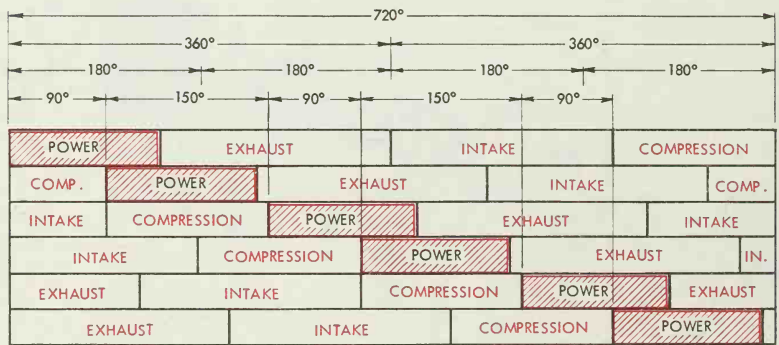 720°
360° 360°
180° 180° 180° 180°
90° 150° 90° 150° 90°
POWER EXHAUST INTAKE COMPRESSION
COMP. POWER EXHAUST INTAKE COMP.
INTAKE COMPRESSION POWER EXHAUST INTAKE
INTAKE COMPRESSION POWER EXHAUST IN.
EXHAUST INTAKE COMPRESSION POWER EXHAUST
EXHAUST INTAKE COMPRESSION POWER